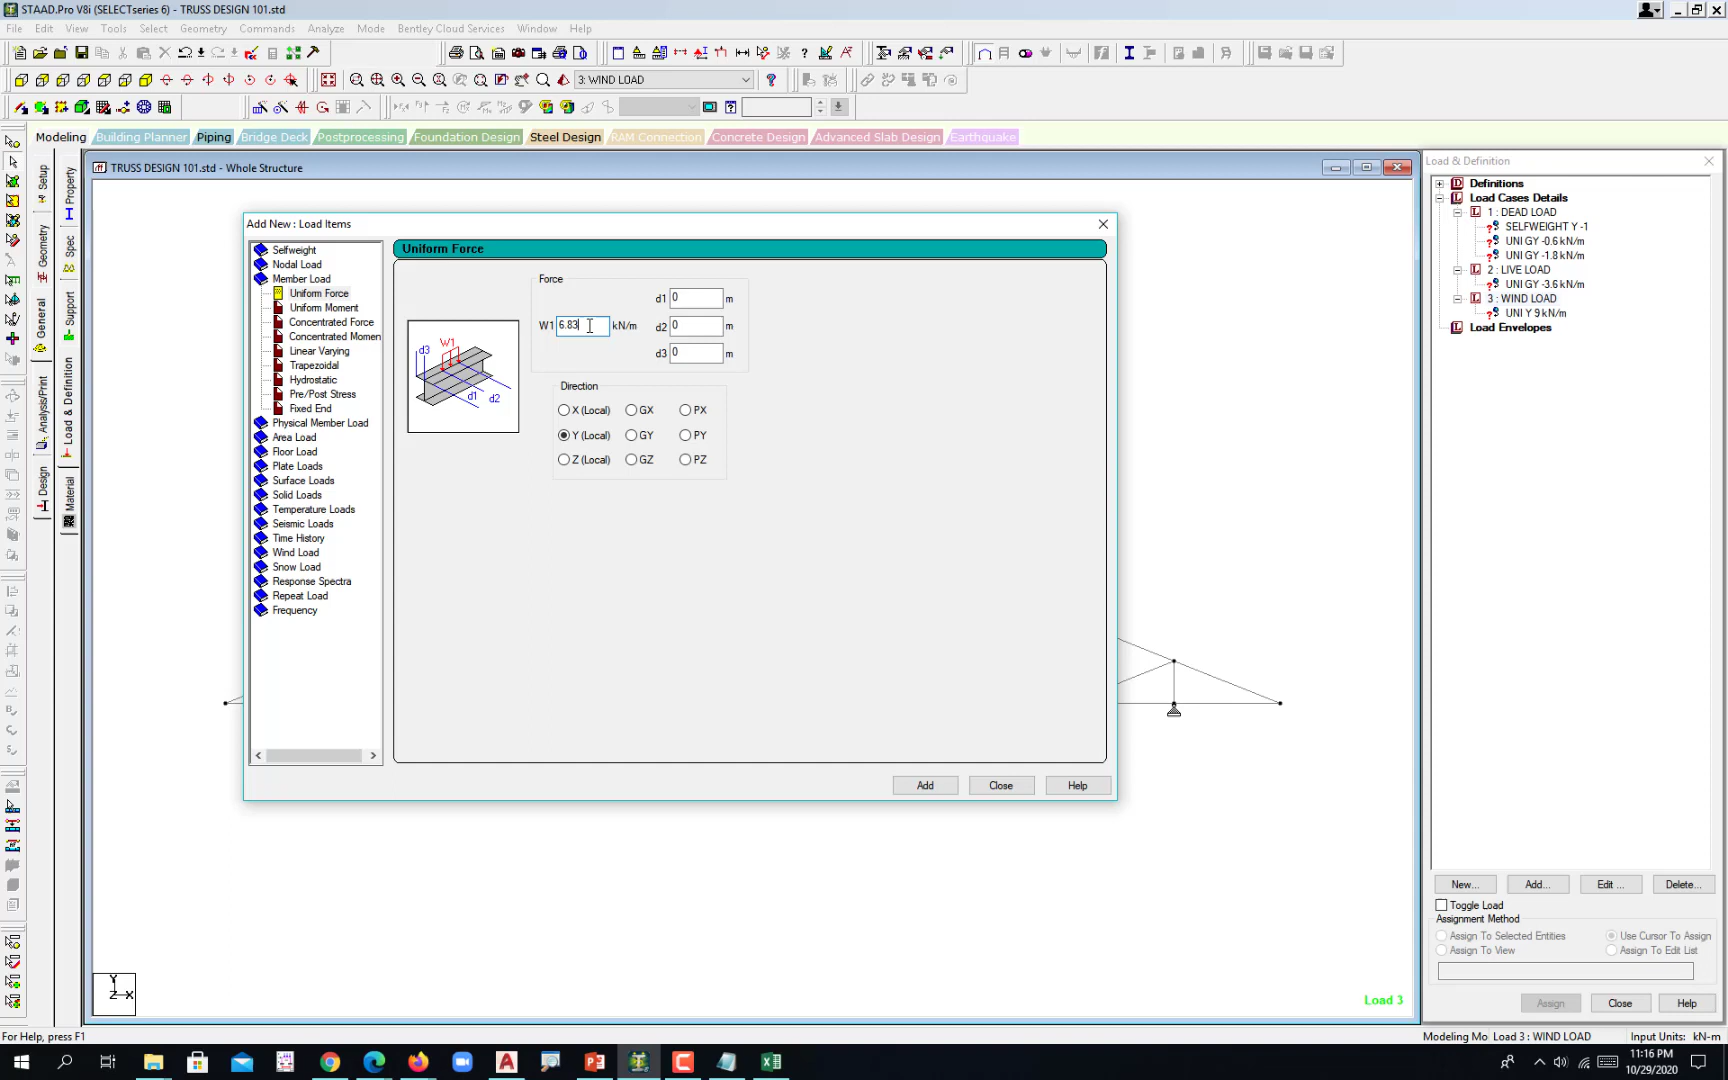 STAAD.Pro V8i (SELECTseries 6) - TRUSS DESIGN 101.std
File Edit View Tools Select Geometry Commands Analyze Mode Bentley Cloud Services Window Help
3: WIND LOAD
Modeling Building Planner Piping Bridge Deck Postprocessing Foundation Design Steel Design RAM Connection Concrete Design Advanced Slab Design Earthquake
Setup
Geometry
General
Analysis/Print
Design
Property
Spec
Support
Load & Definition
Material
TRUSS DESIGN 101.std - Whole Structure
Add New : Load Items
Selfweight
Nodal Load
Member Load
Uniform Force
Uniform Moment
Concentrated Force
Concentrated Momen
Linear Varying
Trapezoidal
Hydrostatic
Pre/Post Stress
Fixed End
Physical Member Load
Area Load
Floor Load
Plate Loads
Surface Loads
Solid Loads
Temperature Loads
Seismic Loads
Time History
Wind Load
Snow Load
Response Spectra
Repeat Load
Frequency
Uniform Force
Force
d1 0 m
W1 6.83 kN/m d2 0 m
d3 0 m
W1
d3
d1
d2
Direction
X (Local) GX PX
Y (Local) GY PY
Z (Local) GZ PZ
Add Close Help
Y
Z X
Load 3
Load & Definition
Definitions
Load Cases Details
1 : DEAD LOAD
SELFWEIGHT Y -1
UNI GY -0.6 kN/m
UNI GY -1.8 kN/m
2 : LIVE LOAD
UNI GY -3.6 kN/m
3 : WIND LOAD
UNI Y 9 kN/m
Load Envelopes
New... Add... Edit ... Delete...
Toggle Load
Assignment Method
Assign To Selected Entities Use Cursor To Assign
Assign To View Assign To Edit List
Assign Close Help
For Help, press F1
Modeling Mo Load 3 : WIND LOAD Input Units: kN-m
11:16 PM
10/29/2020